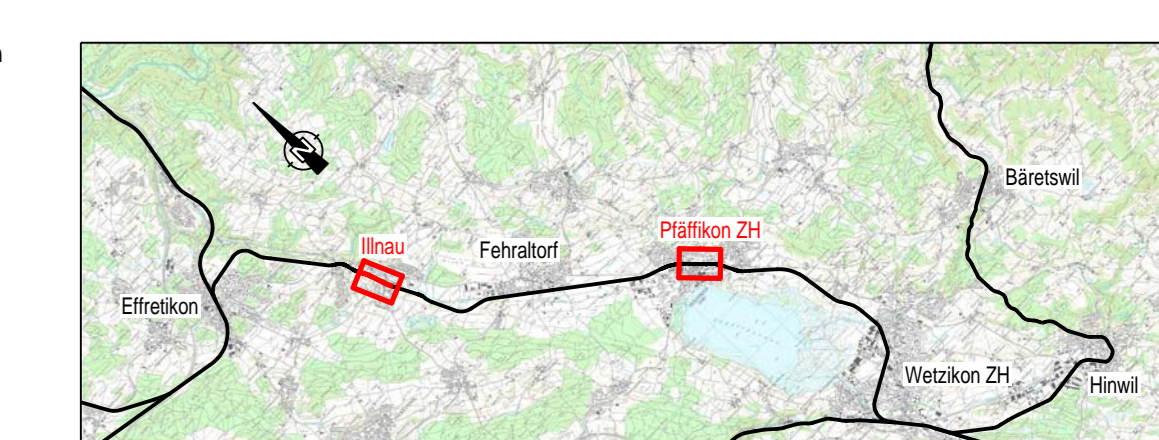 Bäretswil
Pfäffikon ZH
Illnau
Fehraltorf
Effretikon
Wetzikon ZH
Hinwil
N